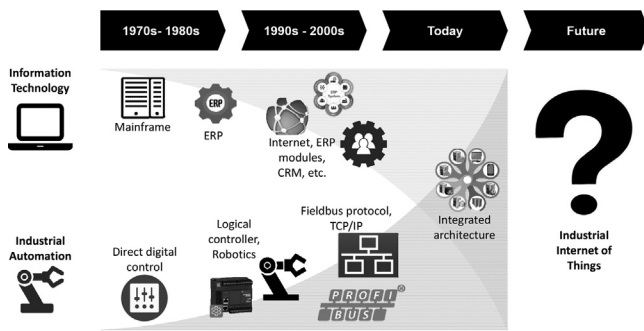 1970s- 1980s
1990s - 2000s
Today
Future
Information
Technology
Mainframe
ERP
ERP
Internet, ERP
modules,
CRM, etc.
Integrated
architecture
Industrial
Internet of
Things
Industrial
Automation
Direct digital
control
Logical
controller,
Robotics
Fieldbus protocol,
TCP/IP
PROFI
BUS
®